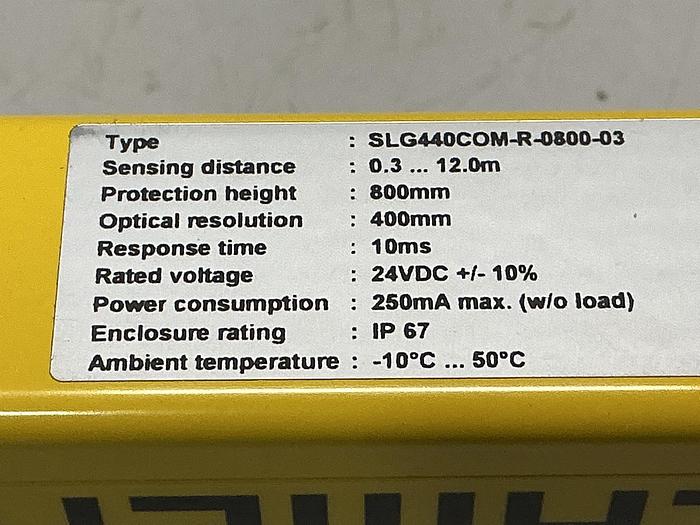 Type : SLG440COM-R-0800-03
Sensing distance : 0.3 ... 12.0m
Protection height : 800mm
Optical resolution : 400mm
Response time : 10ms
Rated voltage : 24VDC +/- 10%
Power consumption : 250mA max. (w/o load)
Enclosure rating : IP 67
Ambient temperature : -10°C ... 50°C